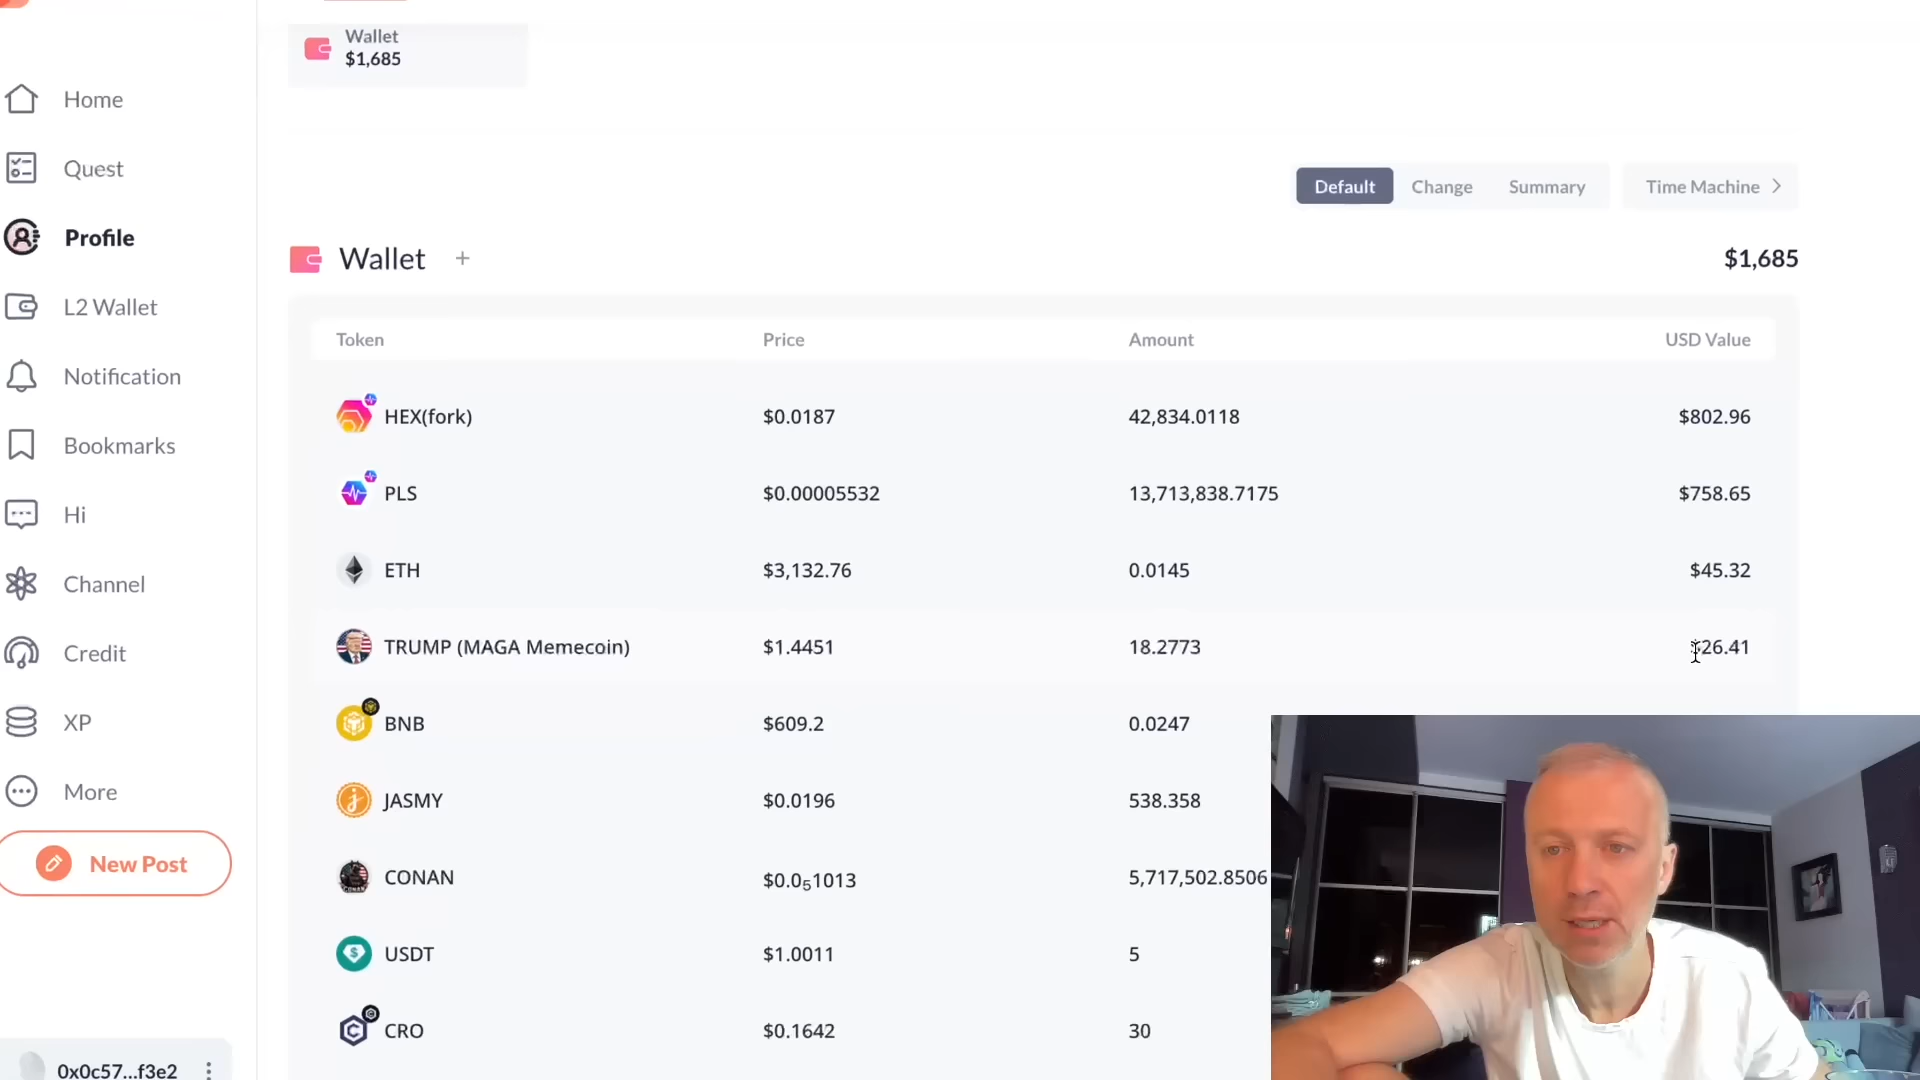 Wallet
$1,685
Home
Quest
Profile
L2 Wallet
Notification
Bookmarks
Hi
Channel
Credit
XP
More
New Post
0x0c57...f3e2
Default Change Summary Time Machine
Wallet + $1,685
Token Price Amount USD Value
HEX(fork) $0.0187 42,834.0118 $802.96
PLS $0.00005532 13,713,838.7175 $758.65
ETH $3,132.76 0.0145 $45.32
TRUMP (MAGA Memecoin) $1.4451 18.2773 $26.41
BNB $609.2 0.0247
JASMY $0.0196 538.358
CONAN $0.0₅1013 5,717,502.8506
USDT $1.0011 5
CRO $0.1642 30